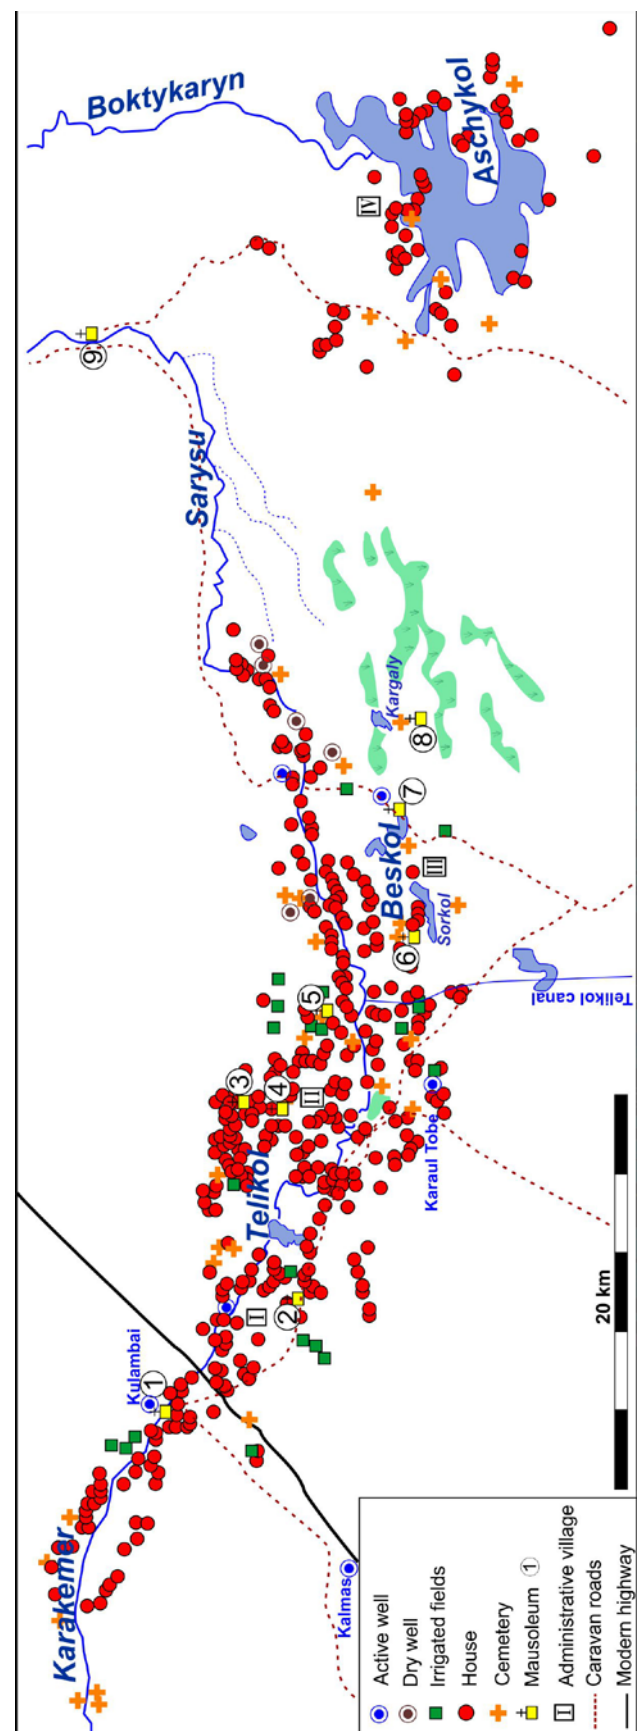 Boktykaryn
Aschykol
IV
9
Sarysu
Kargaly
8
7
Beskol
III
Sorkol
6
5
Telikol canal
3
4
II
Telikol
Karaul Tobe
2
I
Kulambai
1
20 km
Karakemer
Kalmas
Active well
Dry well
Irrigated fields
House
Cemetery
Mausoleum 1
I Administrative village
Caravan roads
Modern highway